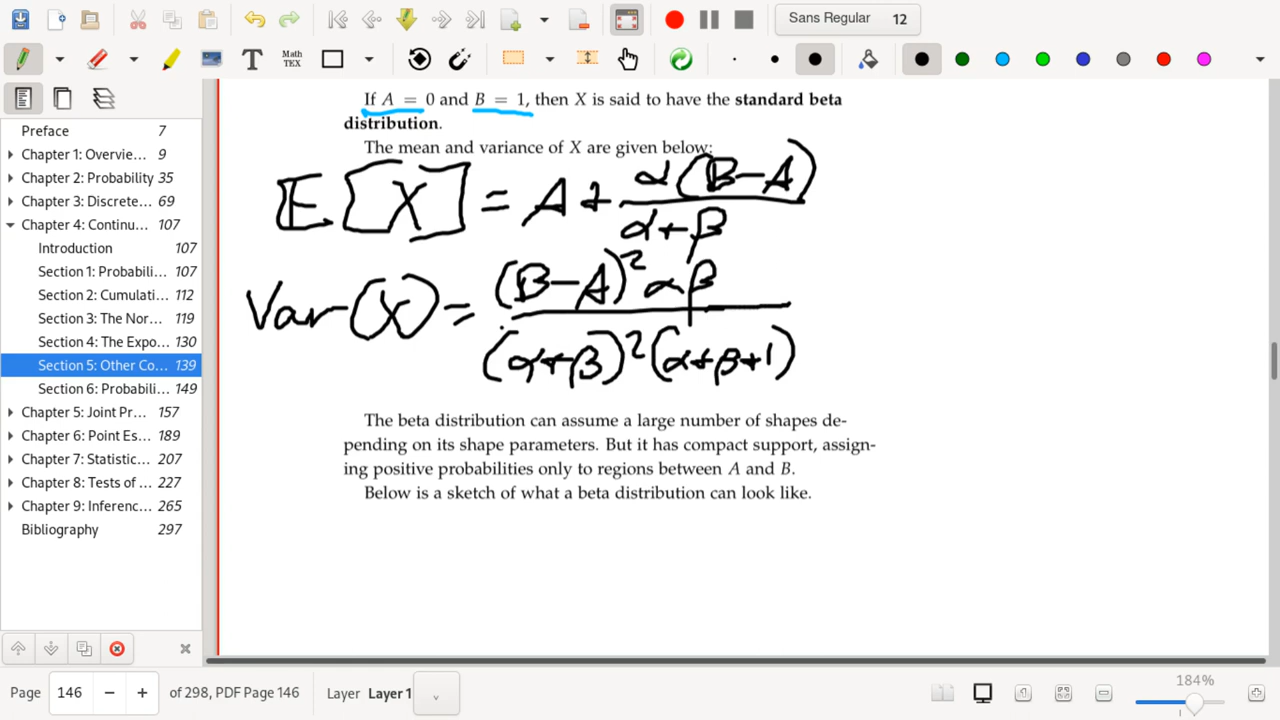 Sans Regular 12
T Math TEX
Preface 7
Chapter 1: Overvie... 9
Chapter 2: Probability 35
Chapter 3: Discrete... 69
Chapter 4: Continu... 107
Introduction 107
Section 1: Probabili... 107
Section 2: Cumulati... 112
Section 3: The Nor... 119
Section 4: The Expo... 130
Section 5: Other Co... 139
Section 6: Probabili... 149
Chapter 5: Joint Pr... 157
Chapter 6: Point Es... 189
Chapter 7: Statistic... 207
Chapter 8: Tests of ... 227
Chapter 9: Inferenc... 265
Bibliography 297
If A = 0 and B = 1, then X is said to have the standard beta
distribution.
The mean and variance of X are given below:
E[X] = A + α(B-A)
α+β
Var(X) = (B-A)² αβ
(α+β)²(α+β+1)
The beta distribution can assume a large number of shapes de-
pending on its shape parameters. But it has compact support, assign-
ing positive probabilities only to regions between A and B.
Below is a sketch of what a beta distribution can look like.
Page 146 − + of 298, PDF Page 146 Layer Layer 1 184%